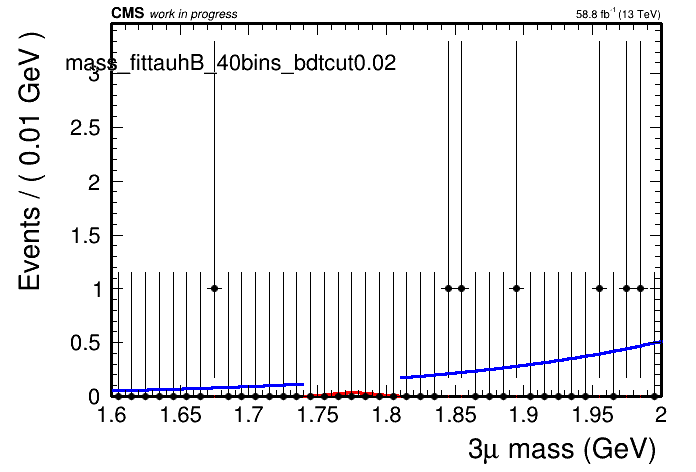 CMS work in progress
58.8 fb-1 (13 TeV)
mass_fittauhB_40bins_bdtcut0.02
Events / ( 0.01 GeV )
3
2.5
2
1.5
1
0.5
0
1.6 1.65 1.7 1.75 1.8 1.85 1.9 1.95 2
3μ mass (GeV)